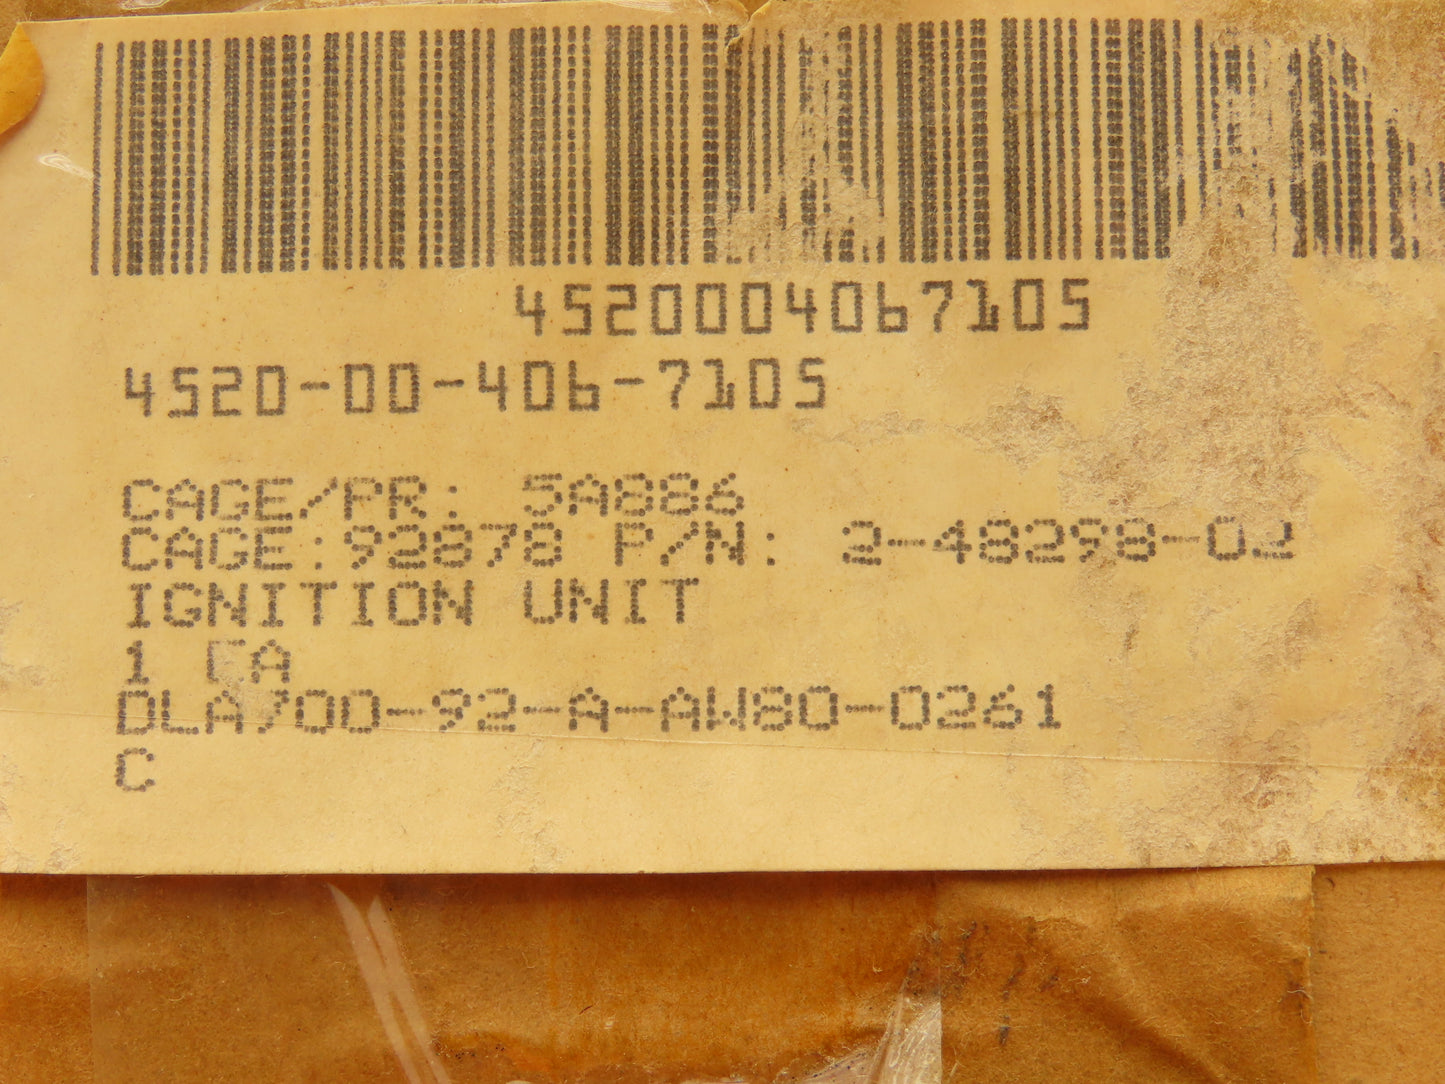 4520004067105
4520-00-406-7105
CAGE/PR: 5A886
CAGE:92878 P/N: 2-48298-02
IGNITION UNIT
1 EA
DLA700-92-A-AW80-0261
C